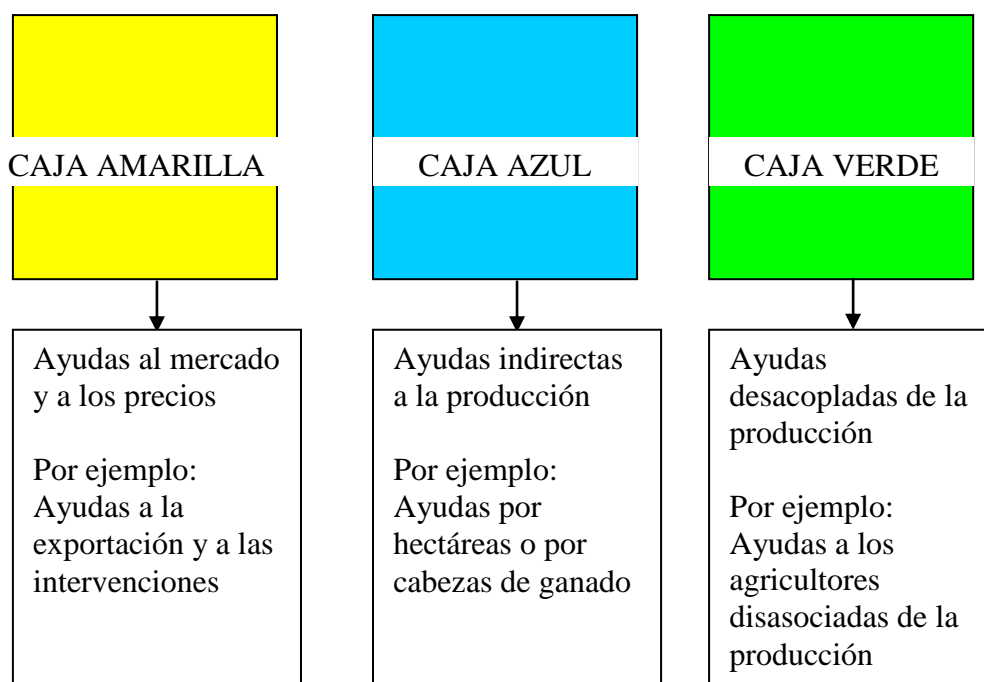 CAJA AMARILLA
CAJA AZUL
CAJA VERDE
Ayudas al mercado
y a los precios
Por ejemplo:
Ayudas a la
exportación y a las
intervenciones
Ayudas indirectas
a la producción
Por ejemplo:
Ayudas por
hectáreas o por
cabezas de ganado
Ayudas
desacopladas de la
producción
Por ejemplo:
Ayudas a los
agricultores
disasociadas de la
producción